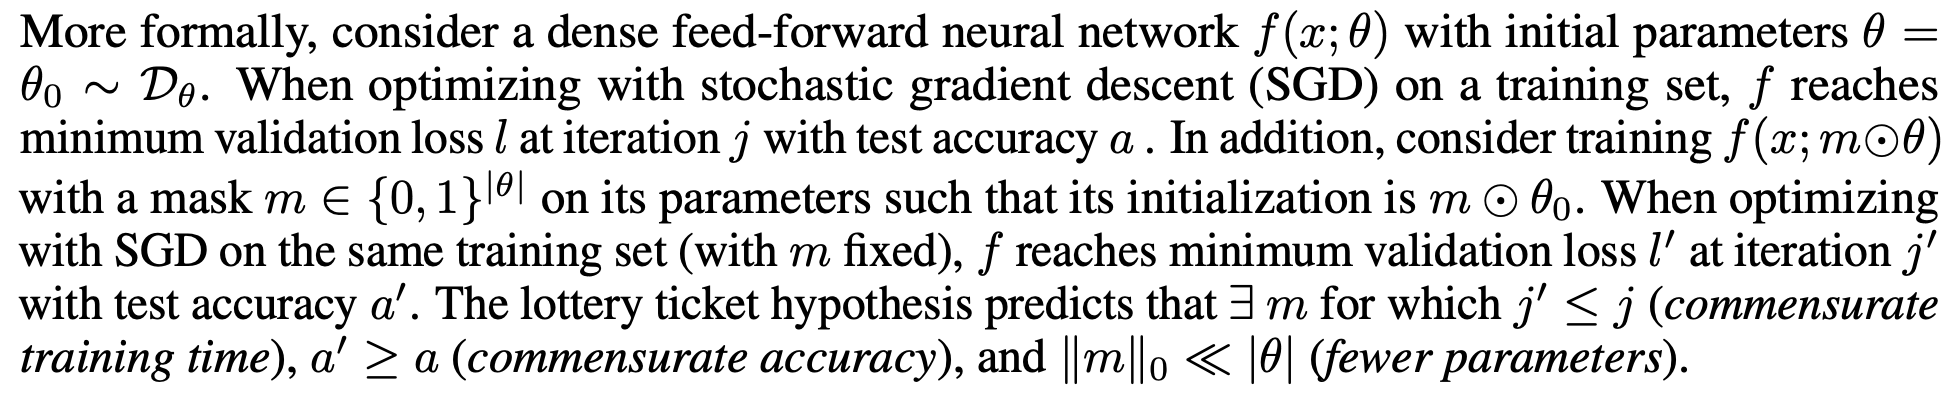 More formally, consider a dense feed-forward neural network f(x; θ) with initial parameters θ =
θ₀ ∼ 𝒟_θ. When optimizing with stochastic gradient descent (SGD) on a training set, f reaches
minimum validation loss l at iteration j with test accuracy a . In addition, consider training f(x; m⊙θ)
with a mask m ∈ {0, 1}^|θ| on its parameters such that its initialization is m ⊙ θ₀. When optimizing
with SGD on the same training set (with m fixed), f reaches minimum validation loss l′ at iteration j′
with test accuracy a′. The lottery ticket hypothesis predicts that ∃ m for which j′ ≤ j (commensurate
training time), a′ ≥ a (commensurate accuracy), and ‖m‖₀ ≪ |θ| (fewer parameters).